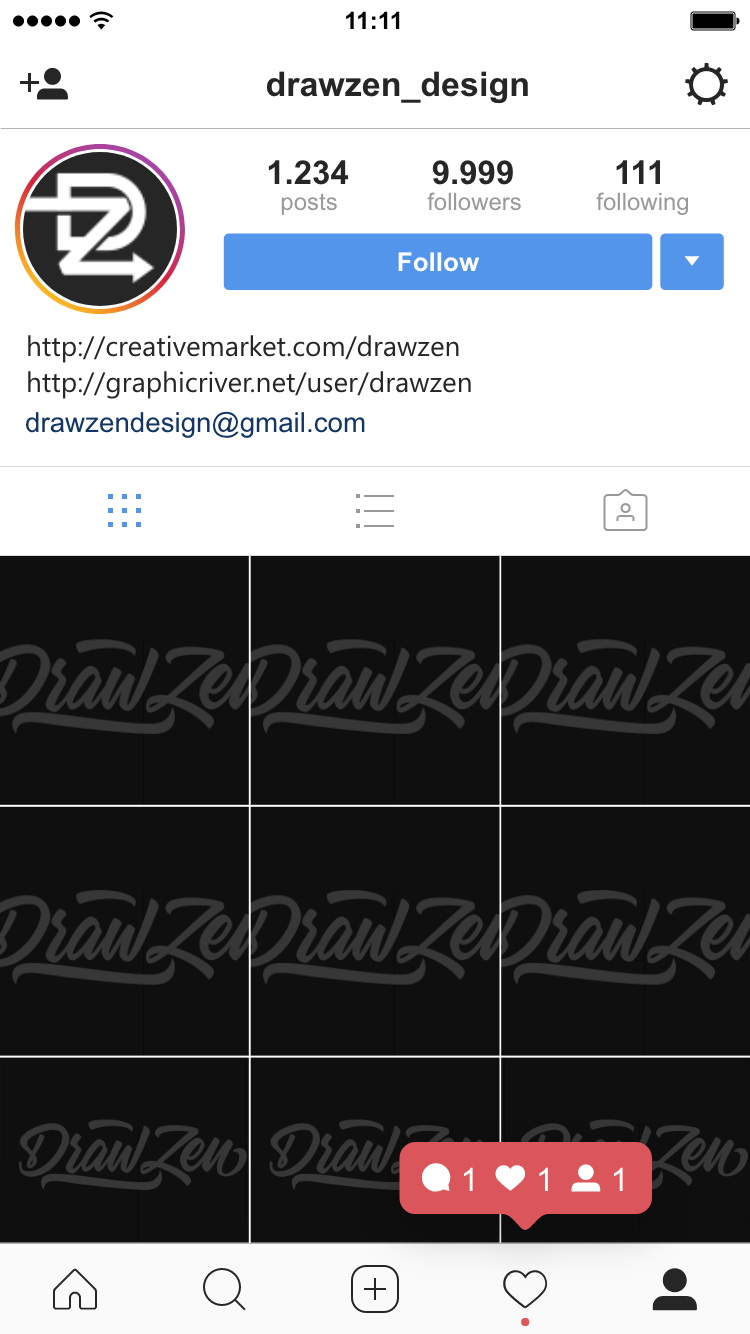 11:11
drawzen_design
1.234 9.999 111
posts followers following
Follow
http://creativemarket.com/drawzen
http://graphicriver.net/user/drawzen
drawzendesign@gmail.com
DrawZen DrawZen DrawZen
DrawZen DrawZen DrawZen
DrawZen DrawZen DrawZen
1 1 1